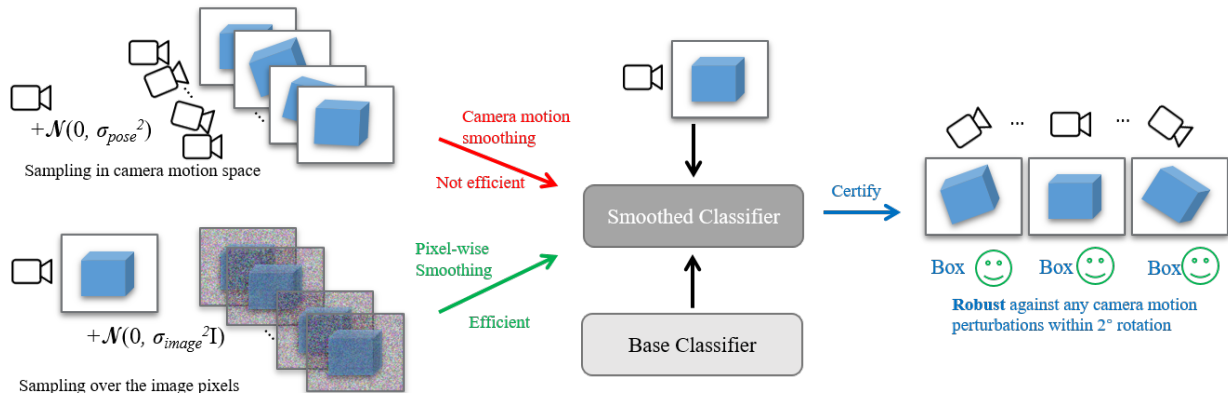 +𝒩(0, σ_pose²)
Sampling in camera motion space
+𝒩(0, σ_image²I)
Sampling over the image pixels
Camera motion
smoothing
Not efficient
Pixel-wise
Smoothing
Efficient
Smoothed Classifier
Base Classifier
Certify
... ...
Box Box Box
Robust against any camera motion
perturbations within 2° rotation